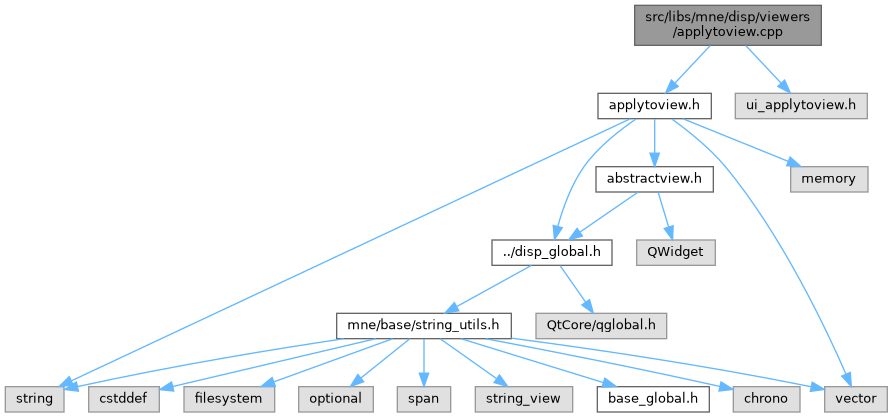 src/libs/mne/disp/viewers
/applytoview.cpp
applytoview.h
ui_applytoview.h
abstractview.h
memory
../disp_global.h
QWidget
mne/base/string_utils.h
QtCore/qglobal.h
string
cstddef
filesystem
optional
span
string_view
base_global.h
chrono
vector